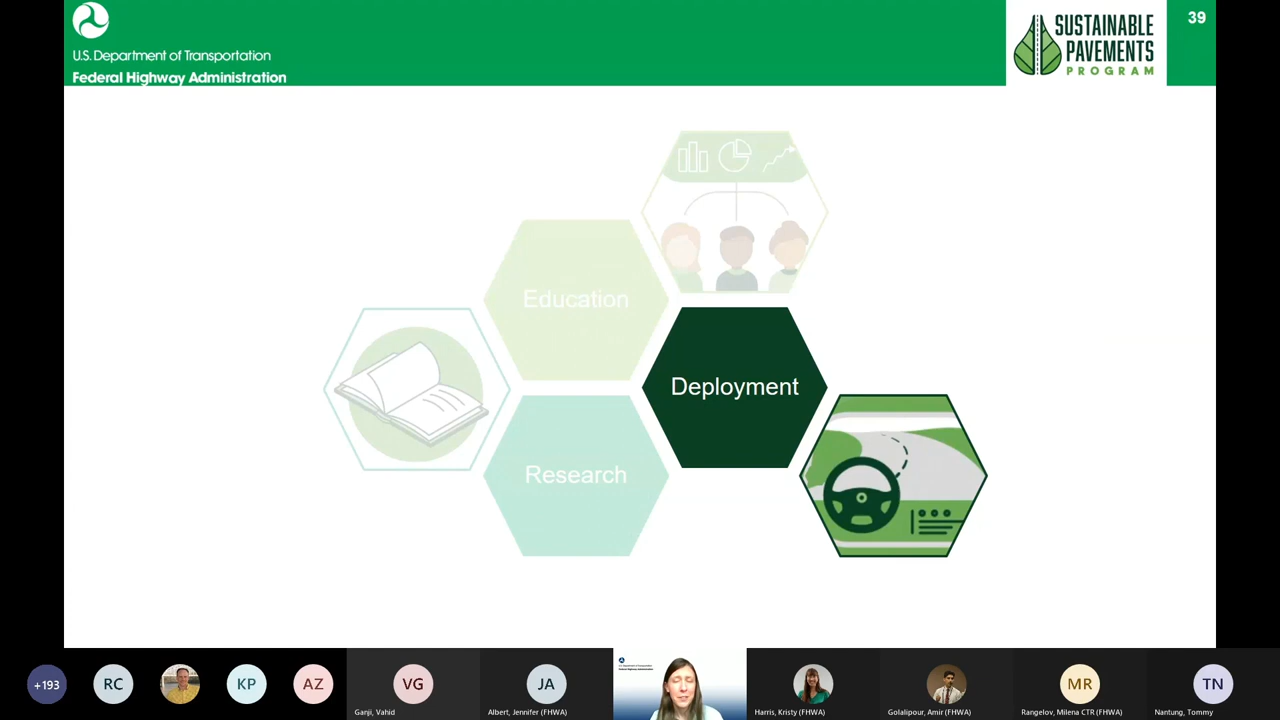 U.S. Department of Transportation
Federal Highway Administration
SUSTAINABLE
PAVEMENTS
PROGRAM
39
Education
Deployment
Research
+193
RC
KP
AZ
VG
Ganji, Vahid
JA
Albert, Jennifer (FHWA)
Harris, Kristy (FHWA)
Golalipour, Amir (FHWA)
MR
Rangelov, Milena CTR (FHWA)
TN
Nantung, Tommy